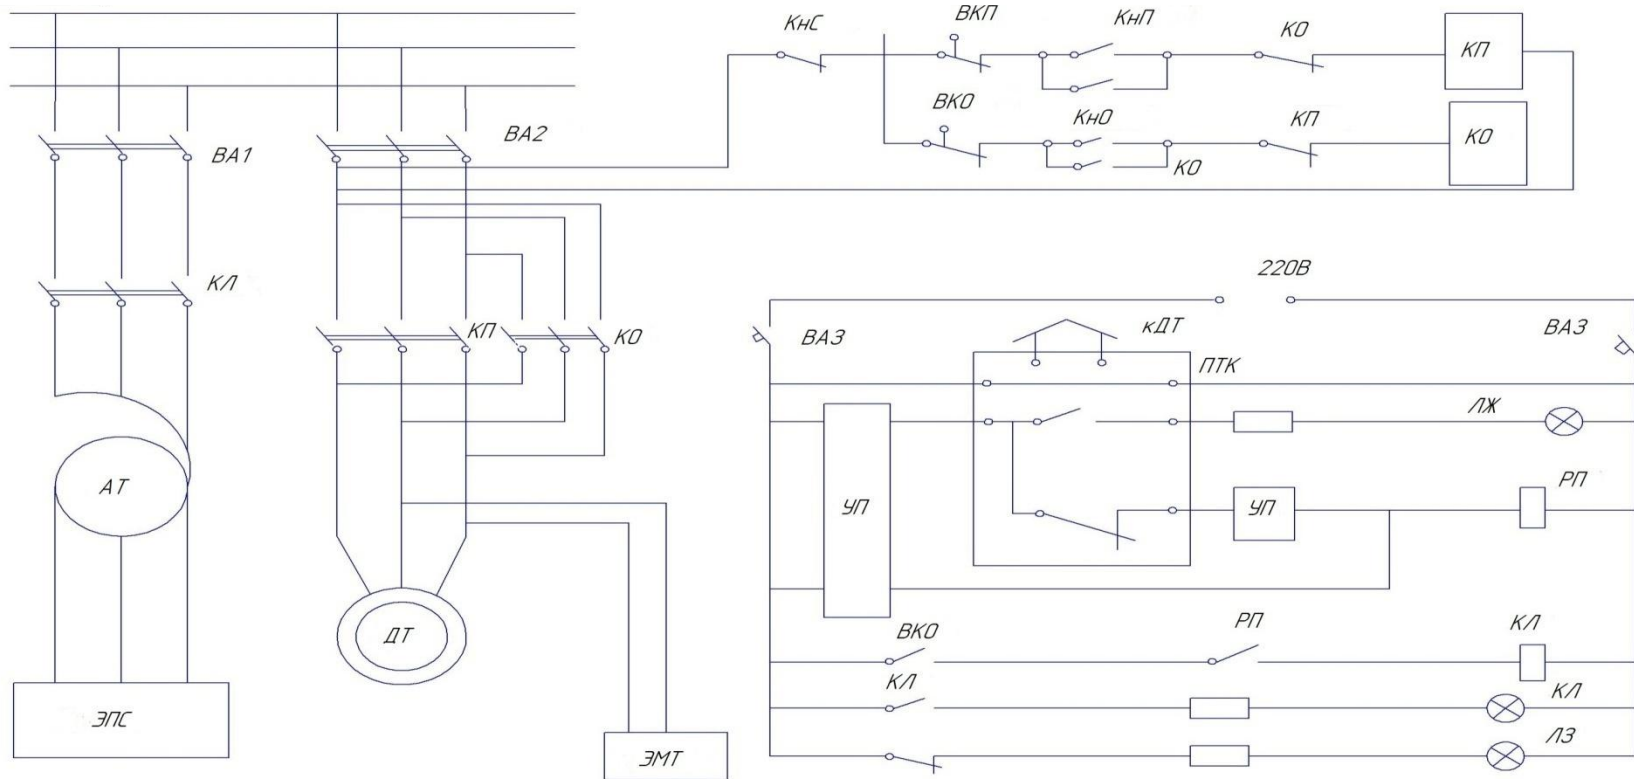 КнС
ВКП
КнП
КО
КП
ВА1
ВА2
ВКО
КнО
КП
КО
КО
КЛ
КП
КО
220В
ВА3
кДТ
ВА3
ПТК
ЛЖ
АТ
УП
УП
РП
ДТ
ВКО
РП
КЛ
ЭПС
ЭМТ
КЛ
КЛ
ЛЗ